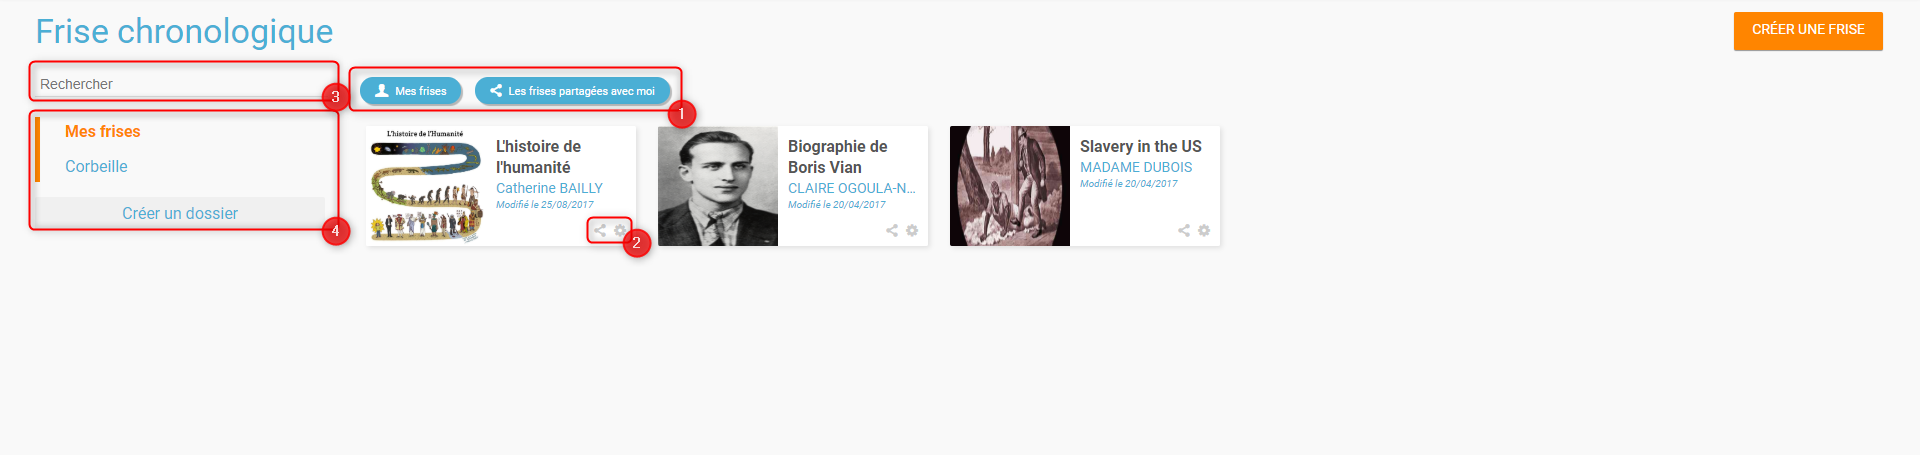 Frise chronologique
CRÉER UNE FRISE
Rechercher
3
Mes frises
Les frises partagées avec moi
1
Mes frises
Corbeille
Créer un dossier
4
L'histoire de l'Humanité
L'histoire de
l'humanité
Catherine BAILLY
Modifié le 25/08/2017
2
Biographie de
Boris Vian
CLAIRE OGOULA-N...
Modifié le 20/04/2017
Slavery in the US
MADAME DUBOIS
Modifié le 20/04/2017